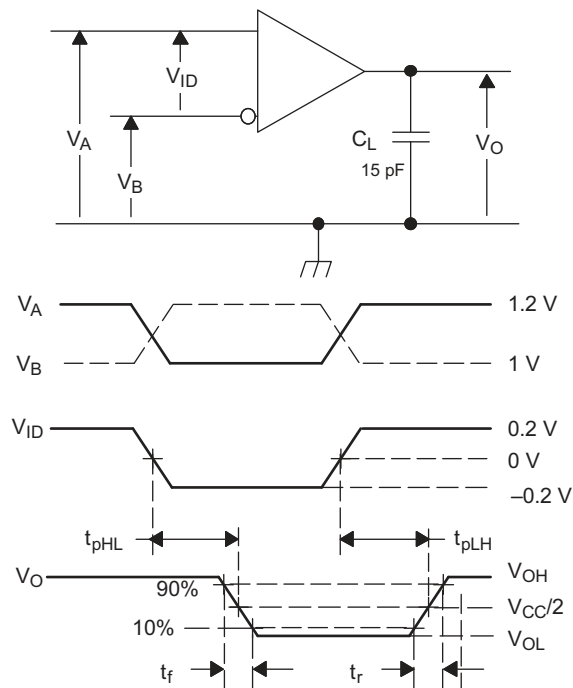 V_ID
V_A
V_B
C_L
15 pF
V_O
V_A
1.2 V
V_B
1 V
V_ID
0.2 V
0 V
–0.2 V
t_pHL
t_pLH
V_O
V_OH
90%
V_CC/2
10%
V_OL
t_f
t_r